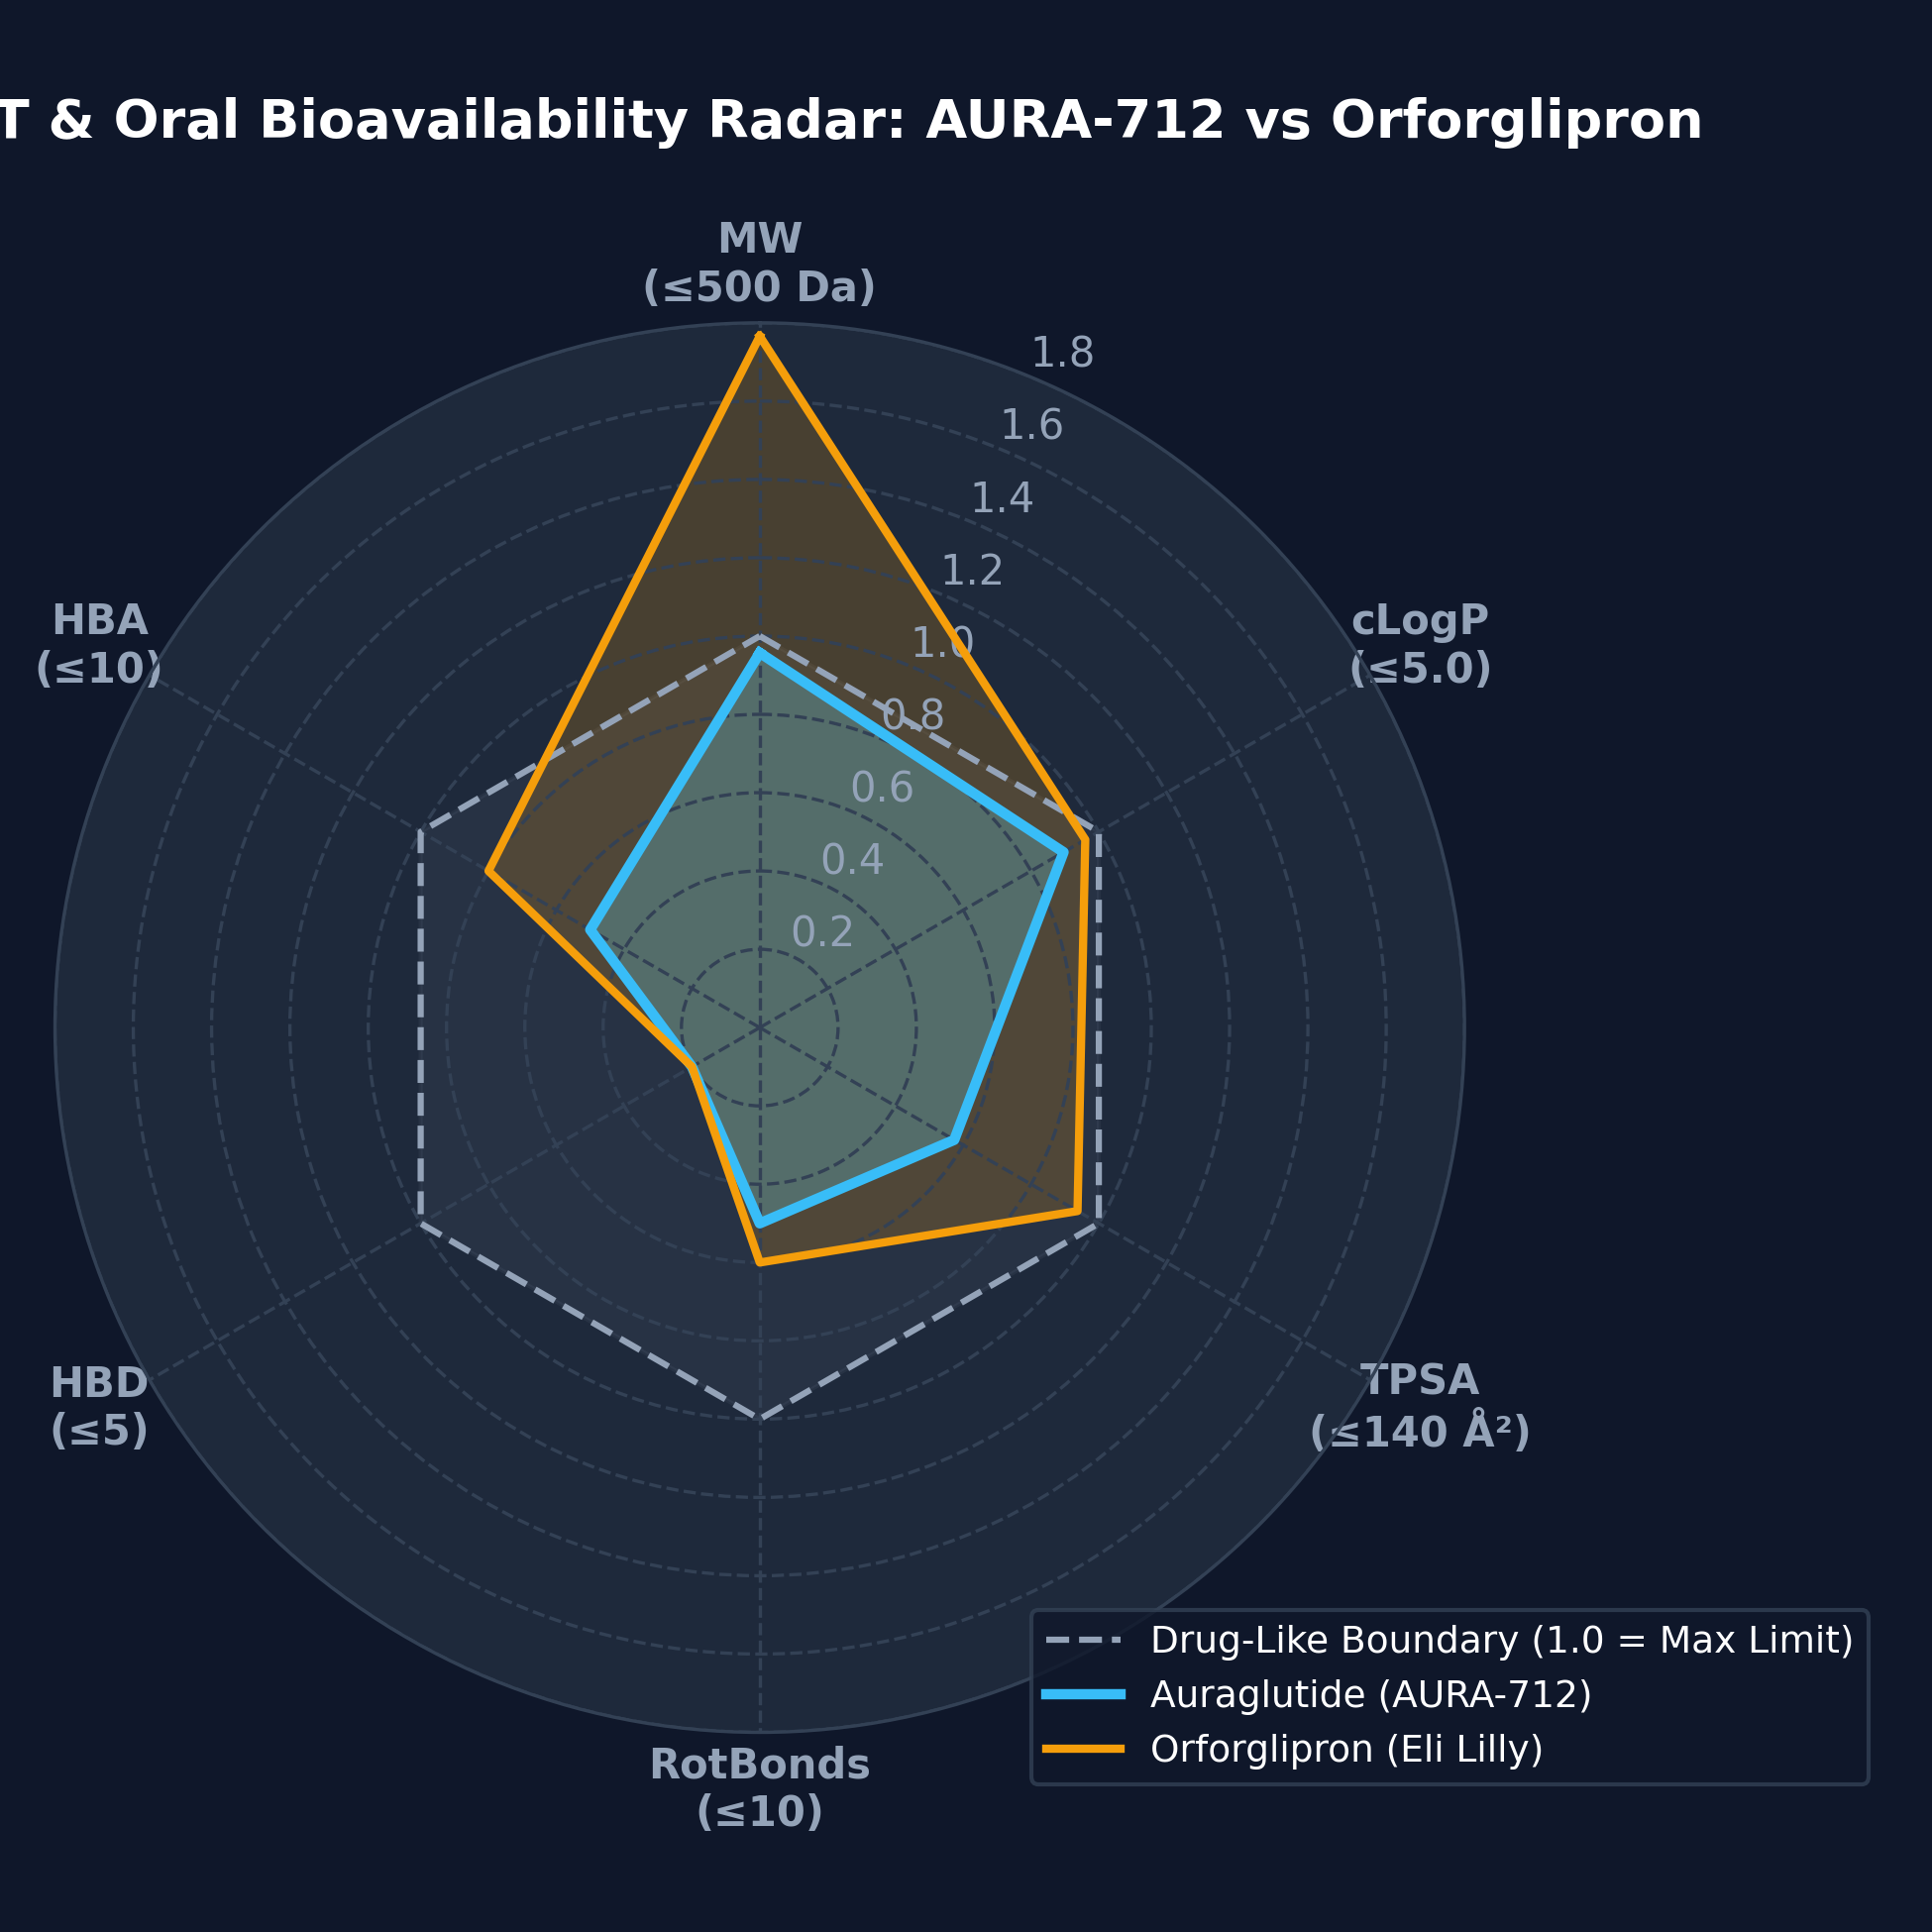 T & Oral Bioavailability Radar: AURA-712 vs Orforglipron
MW
(≤500 Da)
1.8
1.6
1.4
1.2
1.0
0.8
0.6
0.4
0.2
HBA
(≤10)
cLogP
(≤5.0)
HBD
(≤5)
TPSA
(≤140 Å²)
RotBonds
(≤10)
Drug-Like Boundary (1.0 = Max Limit)
Auraglutide (AURA-712)
Orforglipron (Eli Lilly)